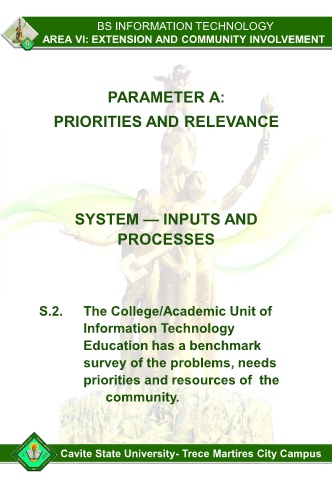 BS INFORMATION TECHNOLOGY
AREA VI: EXTENSION AND COMMUNITY INVOLVEMENT
PARAMETER A:
PRIORITIES AND RELEVANCE
SYSTEM — INPUTS AND
PROCESSES
S.2. The College/Academic Unit of
Information Technology
Education has a benchmark
survey of the problems, needs
priorities and resources of the
community.
Cavite State University- Trece Martires City Campus